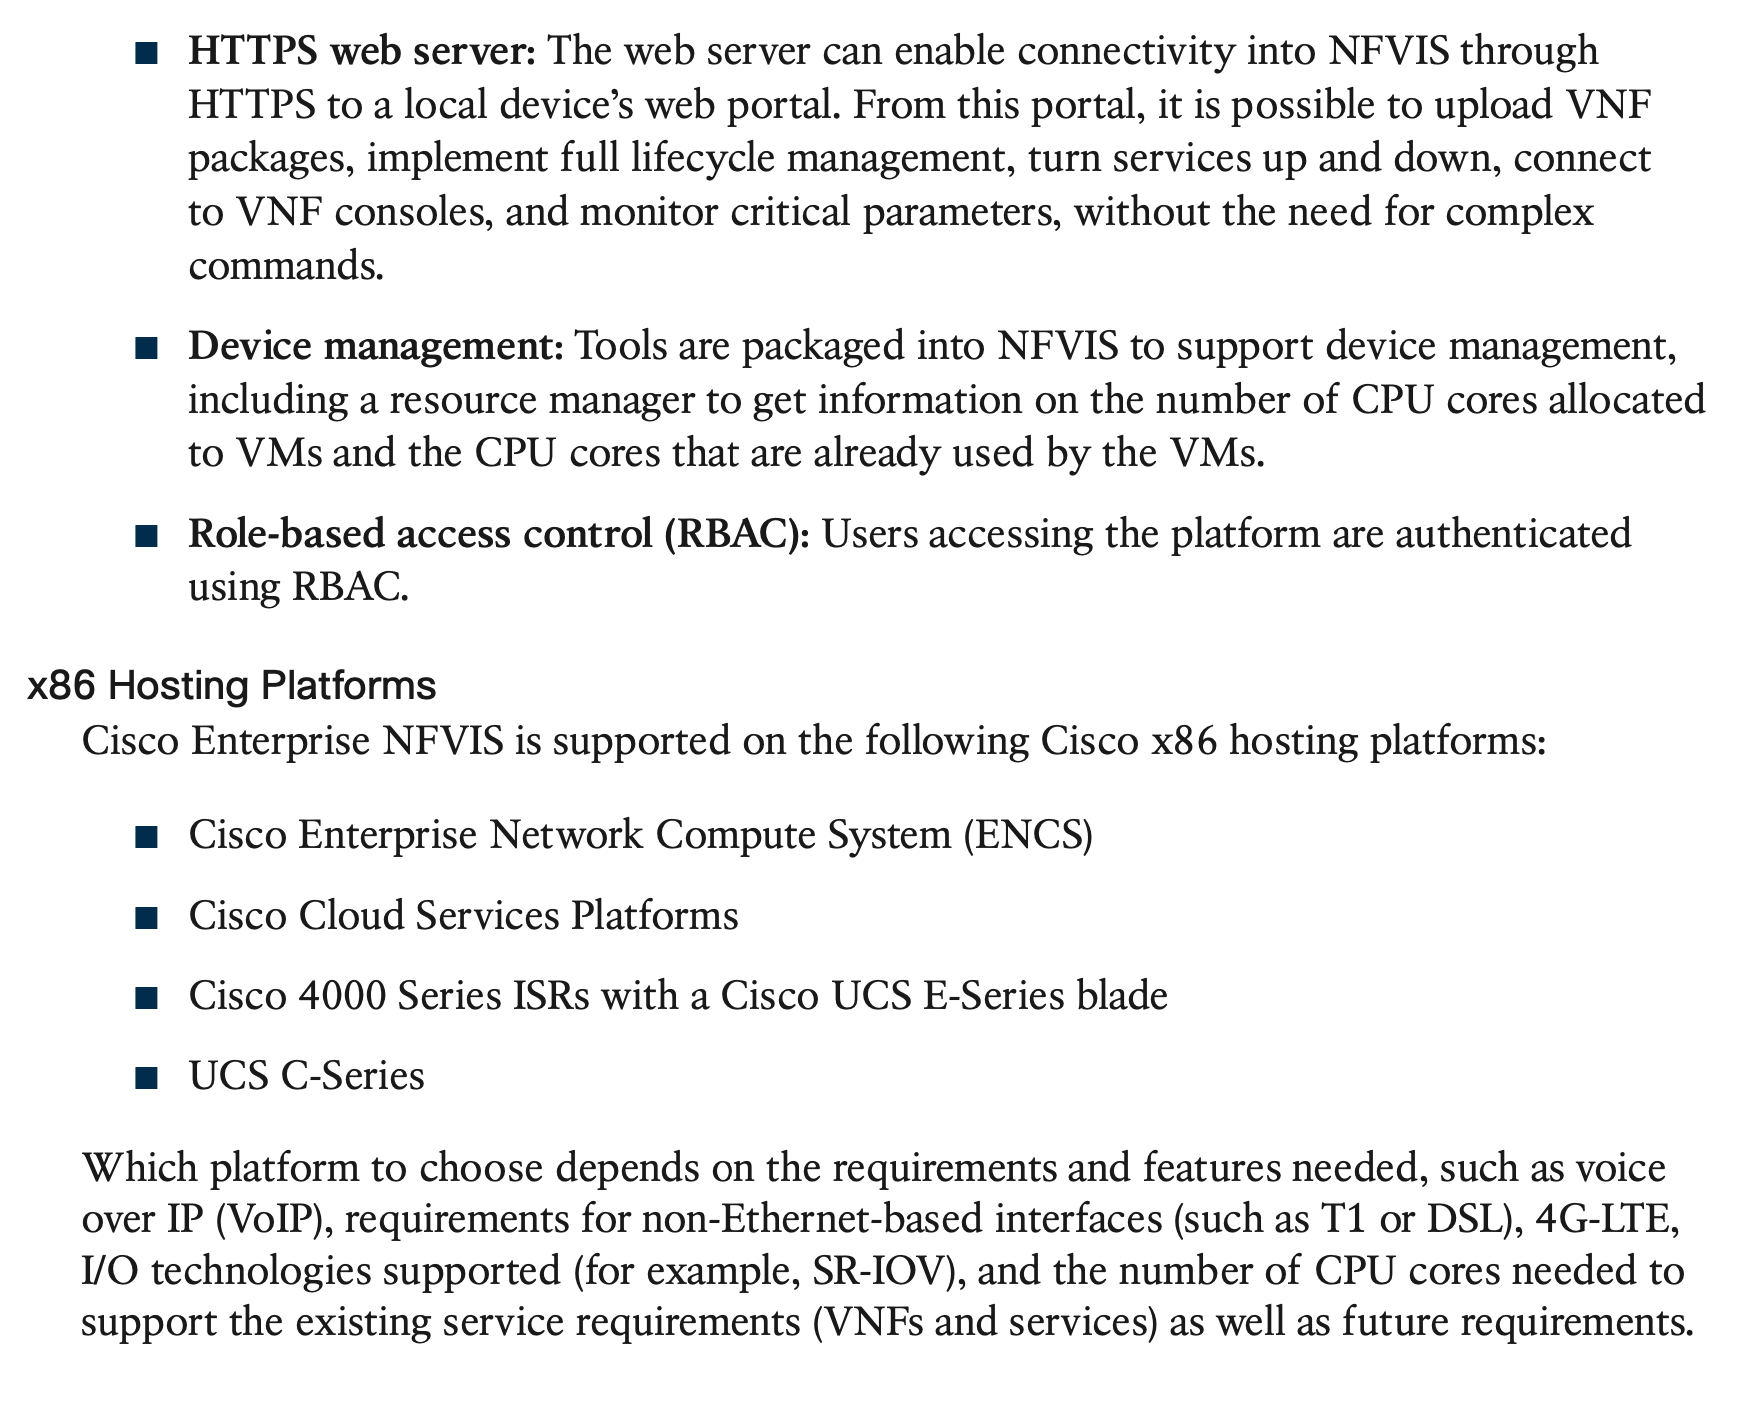 ■ HTTPS web server: The web server can enable connectivity into NFVIS through
HTTPS to a local device’s web portal. From this portal, it is possible to upload VNF
packages, implement full lifecycle management, turn services up and down, connect
to VNF consoles, and monitor critical parameters, without the need for complex
commands.
■ Device management: Tools are packaged into NFVIS to support device management,
including a resource manager to get information on the number of CPU cores allocated
to VMs and the CPU cores that are already used by the VMs.
■ Role-based access control (RBAC): Users accessing the platform are authenticated
using RBAC.
x86 Hosting Platforms
Cisco Enterprise NFVIS is supported on the following Cisco x86 hosting platforms:
■ Cisco Enterprise Network Compute System (ENCS)
■ Cisco Cloud Services Platforms
■ Cisco 4000 Series ISRs with a Cisco UCS E-Series blade
■ UCS C-Series
Which platform to choose depends on the requirements and features needed, such as voice
over IP (VoIP), requirements for non-Ethernet-based interfaces (such as T1 or DSL), 4G-LTE,
I/O technologies supported (for example, SR-IOV), and the number of CPU cores needed to
support the existing service requirements (VNFs and services) as well as future requirements.